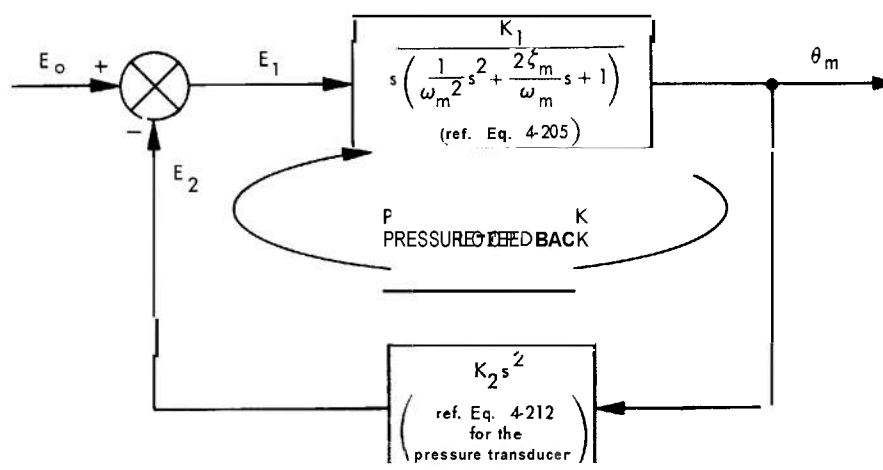 K₁
E₀ + E₁ s(1/ωₘ² s² + 2ζₘ/ωₘ s + 1) θₘ
(ref. Eq. 4-205)
−
E₂
P K
PRESSURE FEEDBACK
K₂s²
ref. Eq. 4-212
for the
pressure transducer